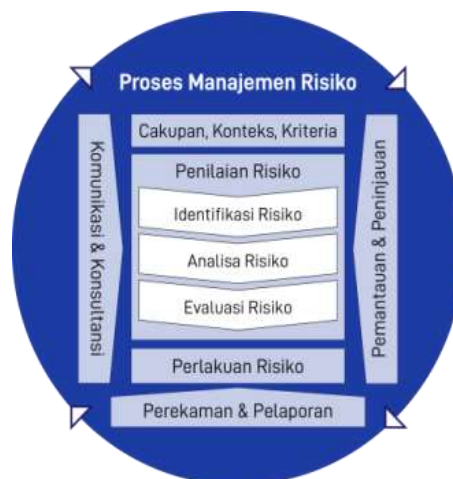 Proses Manajemen Risiko
Komunikasi & Konsultansi
Cakupan, Konteks, Kriteria
Penilaian Risiko
Identifikasi Risiko
Analisa Risiko
Evaluasi Risiko
Perlakuan Risiko
Pemantauan & Peninjauan
Perekaman & Pelaporan